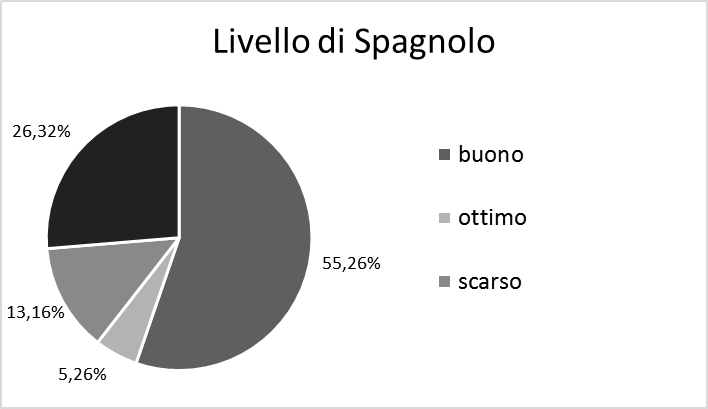 Livello di Spagnolo
26,32%
buono
ottimo
55,26%
scarso
13,16%
5,26%